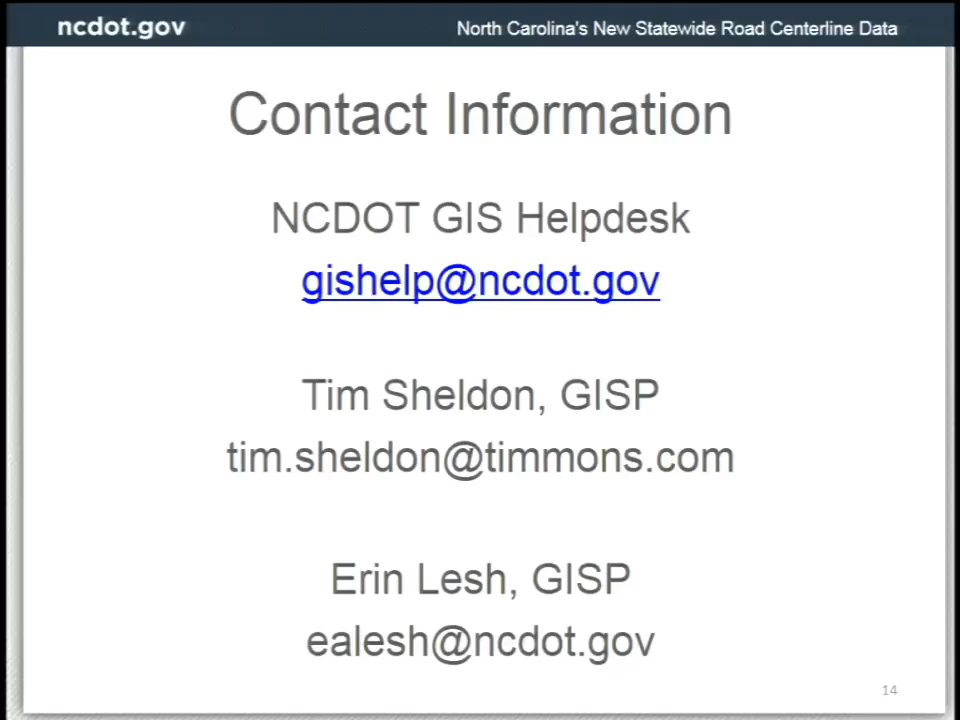 ncdot.gov
North Carolina's New Statewide Road Centerline Data
Contact Information
NCDOT GIS Helpdesk
gishelp@ncdot.gov
Tim Sheldon, GISP
tim.sheldon@timmons.com
Erin Lesh, GISP
ealesh@ncdot.gov
14